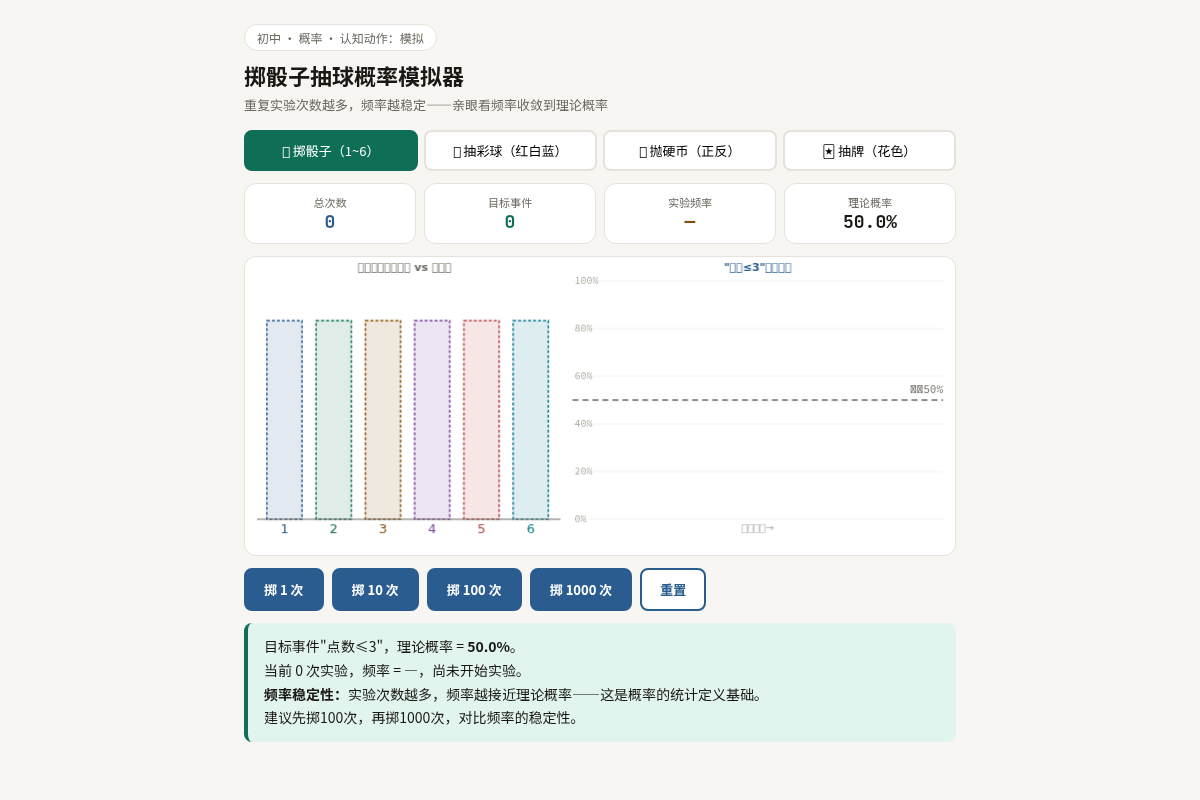 初中 · 概率 · 认知动作：模拟
掷骰子抽球概率模拟器
重复实验次数越多，频率越稳定——亲眼看频率收敛到理论概率
掷骰子（1~6）
抽彩球（红白蓝）
抛硬币（正反）
🃏 抽牌（花色）
总次数
0
目标事件
0
实验频率
—
理论概率
50.0%
vs
"≤3"
100%
80%
60%
50%
40%
20%
0%
→
1 2 3 4 5 6
掷 1 次
掷 10 次
掷 100 次
掷 1000 次
重置
目标事件"点数≤3"，理论概率 = 50.0%。
当前 0 次实验，频率 = —，尚未开始实验。
频率稳定性：实验次数越多，频率越接近理论概率——这是概率的统计定义基础。
建议先掷100次，再掷1000次，对比频率的稳定性。